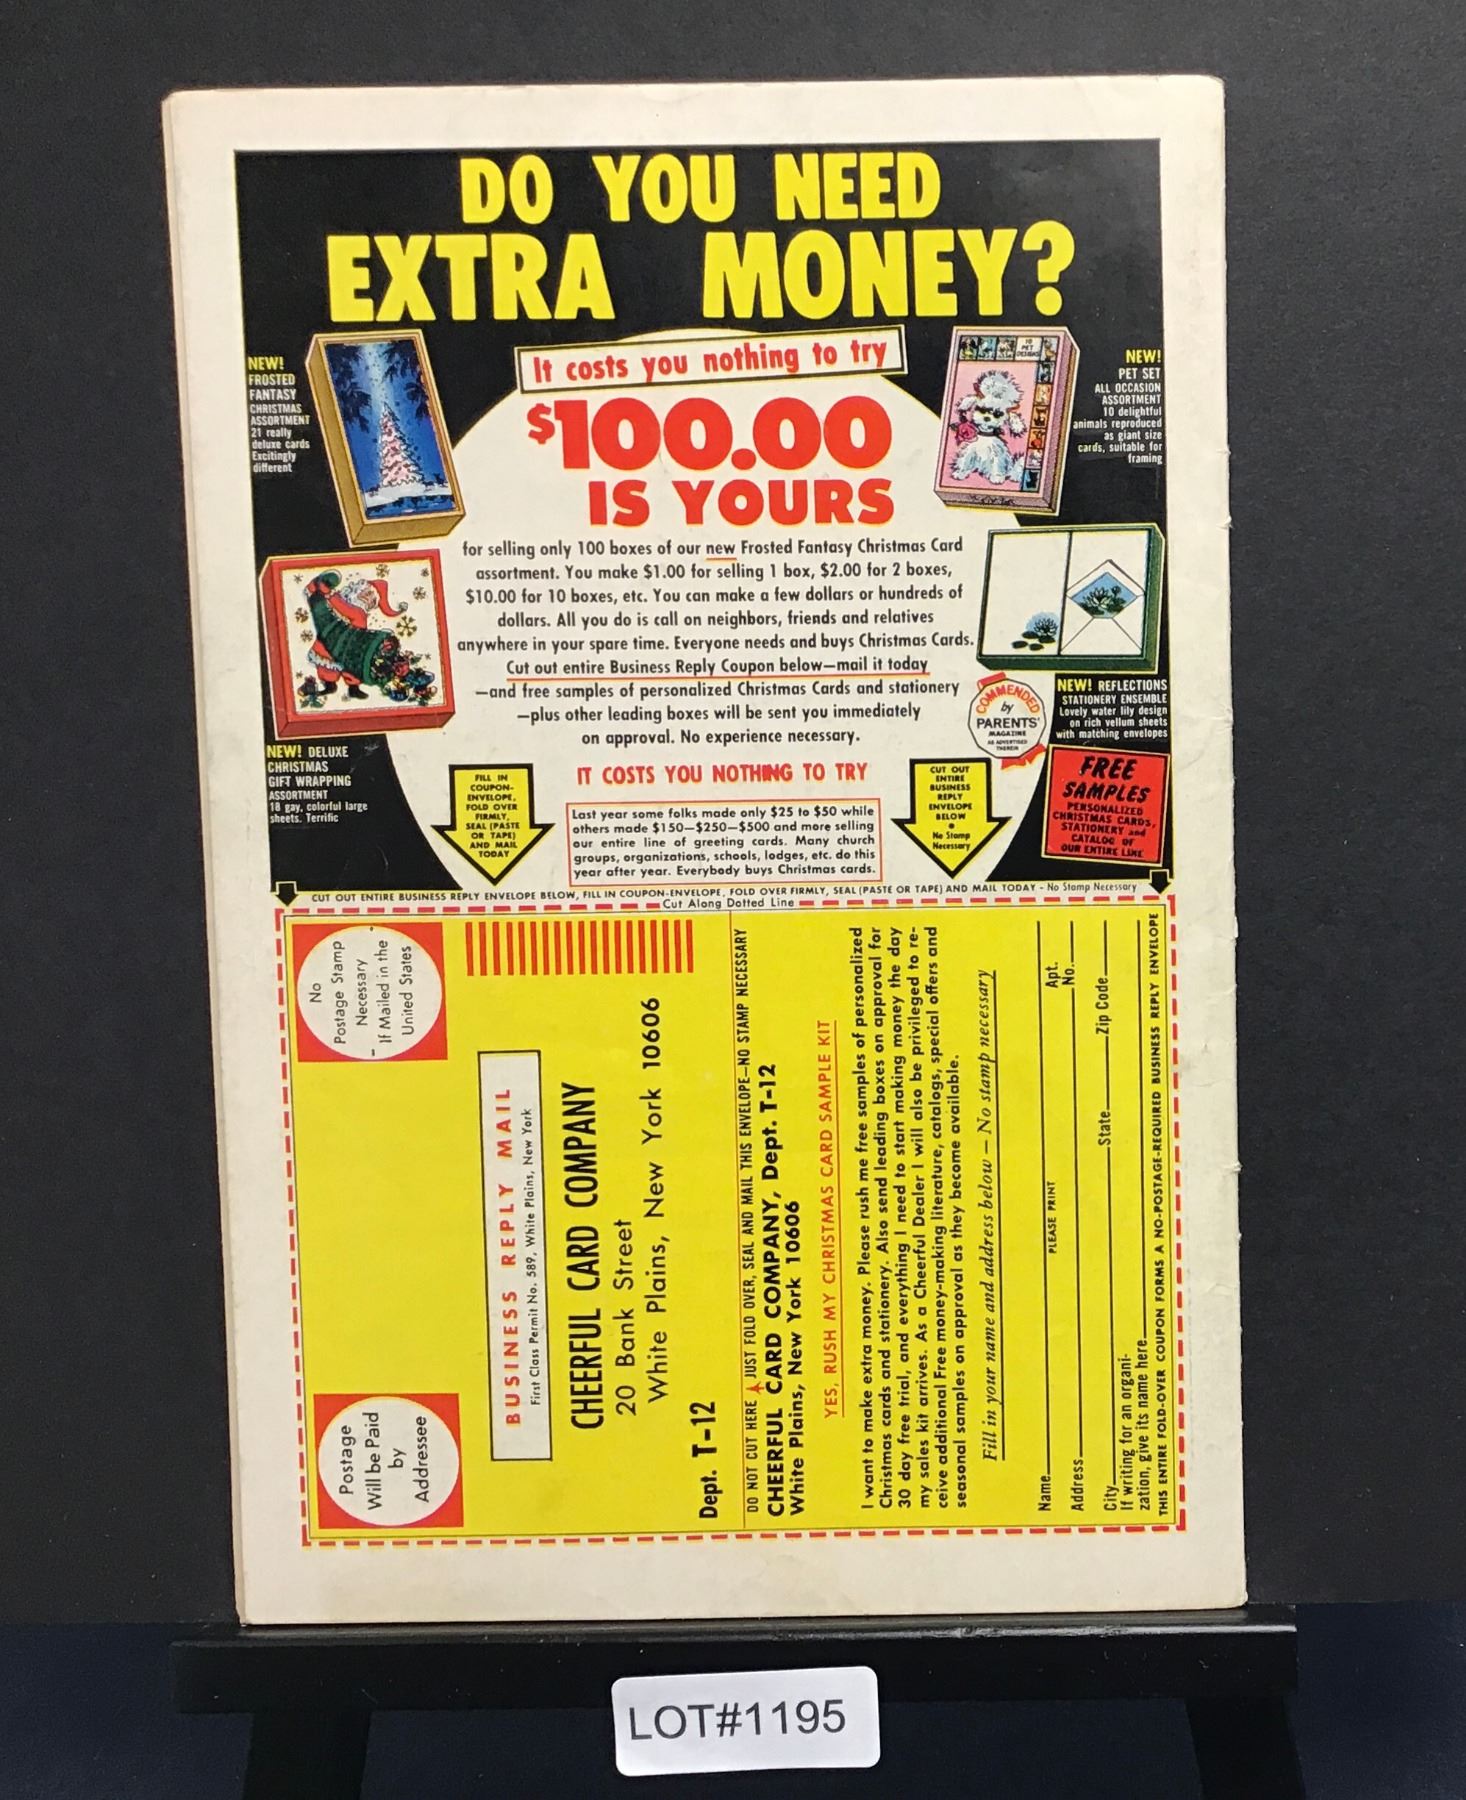 DO YOU NEED
EXTRA MONEY?
It costs you nothing to try
$100.00
IS YOURS
NEW!
FROSTED
FANTASY
CHRISTMAS
ASSORTMENT
21 really
deluxe cards
Excitingly
different
NEW!
PET SET
ALL OCCASION
ASSORTMENT
10 delightful
animals reproduced
as giant size
cards, suitable for
framing
10
PET
DESIGNS
for selling only 100 boxes of our new Frosted Fantasy Christmas Card
assortment. You make $1.00 for selling 1 box, $2.00 for 2 boxes,
$10.00 for 10 boxes, etc. You can make a few dollars or hundreds of
dollars. All you do is call on neighbors, friends and relatives
anywhere in your spare time. Everyone needs and buys Christmas Cards.
Cut out entire Business Reply Coupon below—mail it today
—and free samples of personalized Christmas Cards and stationery
—plus other leading boxes will be sent you immediately
on approval. No experience necessary.
COMMENDED
by
PARENTS'
MAGAZINE
AS ADVERTISED
THEREIN
NEW! REFLECTIONS
STATIONERY ENSEMBLE
Lovely water lily design
on rich vellum sheets
with matching envelopes
NEW! DELUXE
CHRISTMAS
GIFT WRAPPING
ASSORTMENT
18 gay, colorful large
sheets. Terrific
FILL IN
COUPON-
ENVELOPE,
FOLD OVER
FIRMLY,
SEAL (PASTE
OR TAPE)
AND MAIL
TODAY
IT COSTS YOU NOTHING TO TRY
Last year some folks made only $25 to $50 while
others made $150—$250—$500 and more selling
our entire line of greeting cards. Many church
groups, organizations, schools, lodges, etc. do this
year after year. Everybody buys Christmas cards.
CUT OUT
ENTIRE
BUSINESS
REPLY
ENVELOPE
BELOW
•
No Stamp
Necessary
FREE
SAMPLES
PERSONALIZED
CHRISTMAS CARDS,
STATIONERY and
CATALOG OF
OUR ENTIRE LINE
CUT OUT ENTIRE BUSINESS REPLY ENVELOPE BELOW, FILL IN COUPON-ENVELOPE, FOLD OVER FIRMLY, SEAL (PASTE OR TAPE) AND MAIL TODAY - No Stamp Necessary
Cut Along Dotted Line
No
Postage Stamp
Necessary
If Mailed in the
United States
Postage
Will be Paid
by
Addressee
BUSINESS REPLY MAIL
First Class Permit No. 589, White Plains, New York
CHEERFUL CARD COMPANY
20 Bank Street
White Plains, New York 10606
Dept. T-12
DO NOT CUT HERE JUST FOLD OVER, SEAL AND MAIL THIS ENVELOPE—NO STAMP NECESSARY
CHEERFUL CARD COMPANY, Dept. T-12
White Plains, New York 10606
YES, RUSH MY CHRISTMAS CARD SAMPLE KIT
I want to make extra money. Please rush me free samples of personalized
Christmas cards and stationery. Also send leading boxes on approval for
30 day free trial, and everything I need to start making money the day
my sales kit arrives. As a Cheerful Dealer I will also be privileged to re-
ceive additional Free money-making literature, catalogs, special offers and
seasonal samples on approval as they become available.
Fill in your name and address below — No stamp necessary
Name
PLEASE PRINT
Address Apt. No.
City State Zip Code
If writing for an organi-
zation, give its name here
THIS ENTIRE FOLD-OVER COUPON FORMS A NO-POSTAGE-REQUIRED BUSINESS REPLY ENVELOPE
LOT#1195